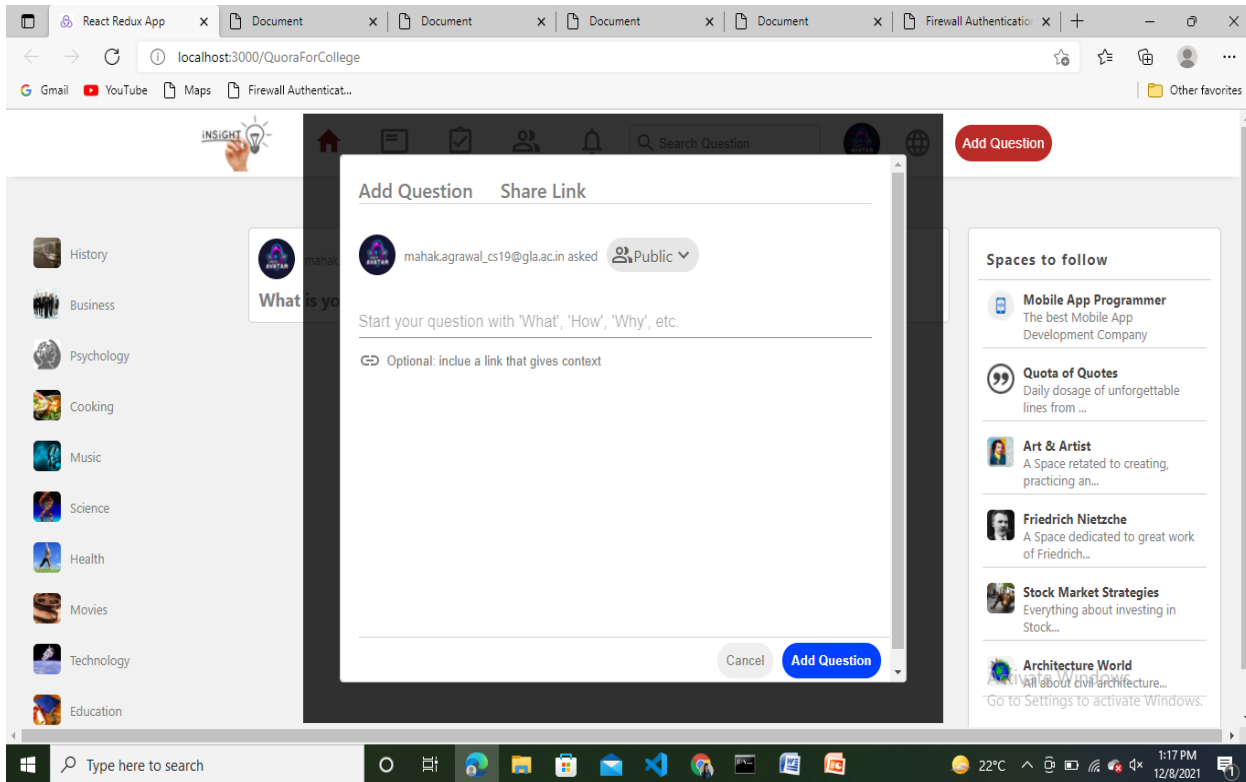 React Redux App
Document
Document
Document
Document
Firewall Authentication
localhost:3000/QuoraForCollege
Gmail YouTube Maps Firewall Authenticat... Other favorites
iNSiGHT
Search Question
Add Question
Add Question Share Link
mahak.agrawal_cs19@gla.ac.in asked Public
Start your question with 'What', 'How', 'Why', etc.
Optional: inclue a link that gives context
Cancel Add Question
History
Business
Psychology
Cooking
Music
Science
Health
Movies
Technology
Education
AVATAR
mahak
What is yo
AVATAR
Spaces to follow
Mobile App Programmer
The best Mobile App
Development Company
Quota of Quotes
Daily dosage of unforgettable
lines from ...
Art & Artist
A Space retated to creating,
practicing an...
Friedrich Nietzche
A Space dedicated to great work
of Friedrich...
Stock Market Strategies
Everything about investing in
Stock...
Architecture World
All about civil architecture...
Activate Windows
Go to Settings to activate Windows.
Type here to search
22°C
1:17 PM
12/8/2021
1